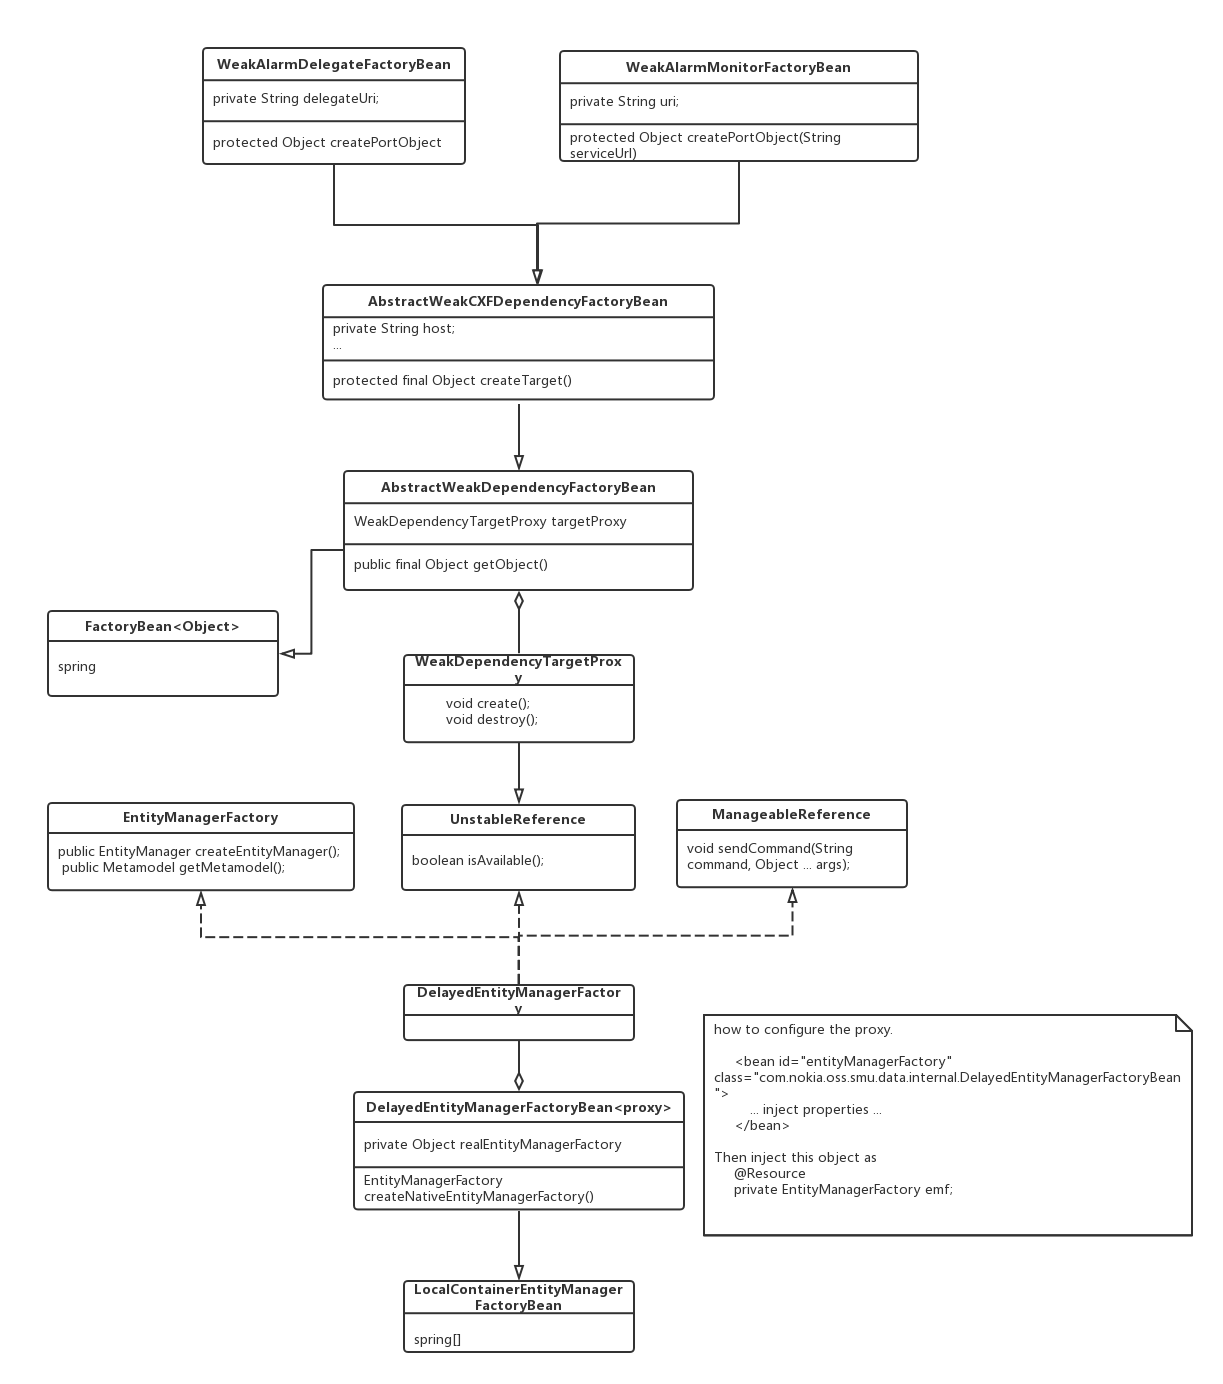 WeakAlarmDelegateFactoryBean
private String delegateUri;
protected Object createPortObject
WeakAlarmMonitorFactoryBean
private String uri;
protected Object createPortObject(String
serviceUrl)
AbstractWeakCXFDependencyFactoryBean
private String host;
...
protected final Object createTarget()
AbstractWeakDependencyFactoryBean
WeakDependencyTargetProxy targetProxy
public final Object getObject()
FactoryBean<Object>
spring
WeakDependencyTargetProx
y
void create();
void destroy();
EntityManagerFactory
public EntityManager createEntityManager();
public Metamodel getMetamodel();
UnstableReference
boolean isAvailable();
ManageableReference
void sendCommand(String
command, Object ... args);
DelayedEntityManagerFactor
y
DelayedEntityManagerFactoryBean<proxy>
private Object realEntityManagerFactory
EntityManagerFactory
createNativeEntityManagerFactory()
how to configure the proxy.
<bean id="entityManagerFactory"
class="com.nokia.oss.smu.data.internal.DelayedEntityManagerFactoryBean
">
... inject properties ...
</bean>
Then inject this object as
@Resource
private EntityManagerFactory emf;
LocalContainerEntityManager
FactoryBean
spring[]